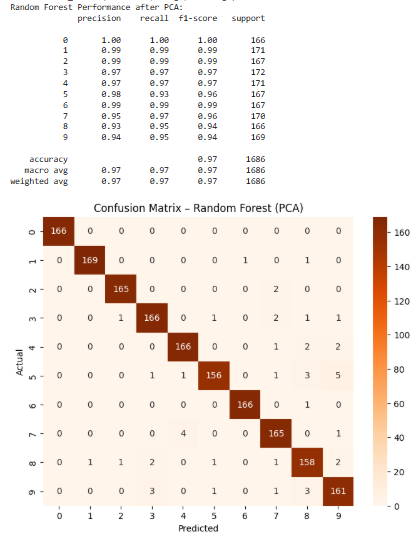 Random Forest Performance after PCA:
precision recall f1-score support
0 1.00 1.00 1.00 166
1 0.99 0.99 0.99 171
2 0.99 0.99 0.99 167
3 0.97 0.97 0.97 172
4 0.97 0.97 0.97 171
5 0.98 0.93 0.96 167
6 0.99 0.99 0.99 167
7 0.95 0.97 0.96 170
8 0.93 0.95 0.94 166
9 0.94 0.95 0.94 169
accuracy 0.97 1686
macro avg 0.97 0.97 0.97 1686
weighted avg 0.97 0.97 0.97 1686
Confusion Matrix – Random Forest (PCA)
0 166 0 0 0 0 0 0 0 0 0
1 0 169 0 0 0 0 1 0 1 0
2 0 0 165 0 0 0 0 2 0 0
3 0 0 1 166 0 1 0 2 1 1
4 0 0 0 0 166 0 0 1 2 2
5 0 0 0 1 1 156 0 1 3 5
6 0 0 0 0 0 0 166 0 1 0
7 0 0 0 0 4 0 0 165 0 1
8 0 1 1 2 0 1 0 1 158 2
9 0 0 0 3 0 1 0 1 3 161
0 1 2 3 4 5 6 7 8 9
Predicted
Actual
160
140
120
100
80
60
40
20
0